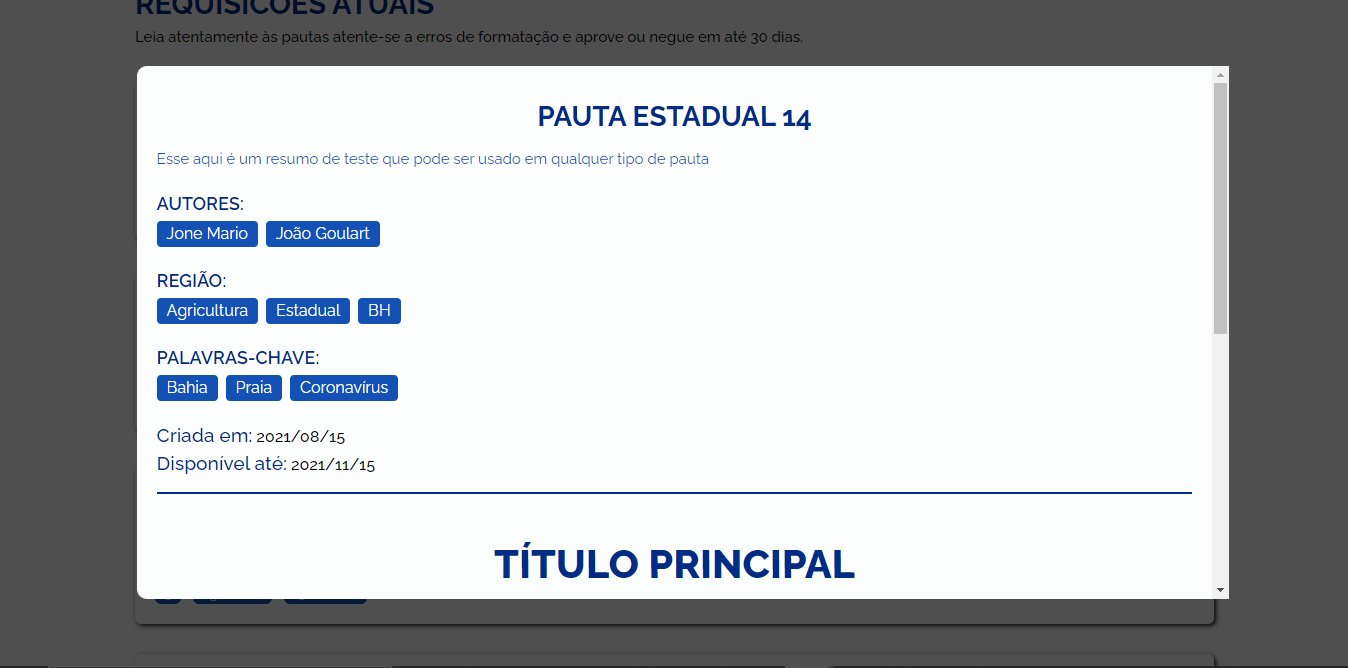 REQUISICOES ATUAIS
Leia atentamente às pautas atente-se a erros de formatação e aprove ou negue em até 30 dias.
PAUTA ESTADUAL 14
Esse aqui é um resumo de teste que pode ser usado em qualquer tipo de pauta
AUTORES:
Jone Mario João Goulart
REGIÃO:
Agricultura Estadual BH
PALAVRAS-CHAVE:
Bahia Praia Coronavírus
Criada em: 2021/08/15
Disponível até: 2021/11/15
TÍTULO PRINCIPAL